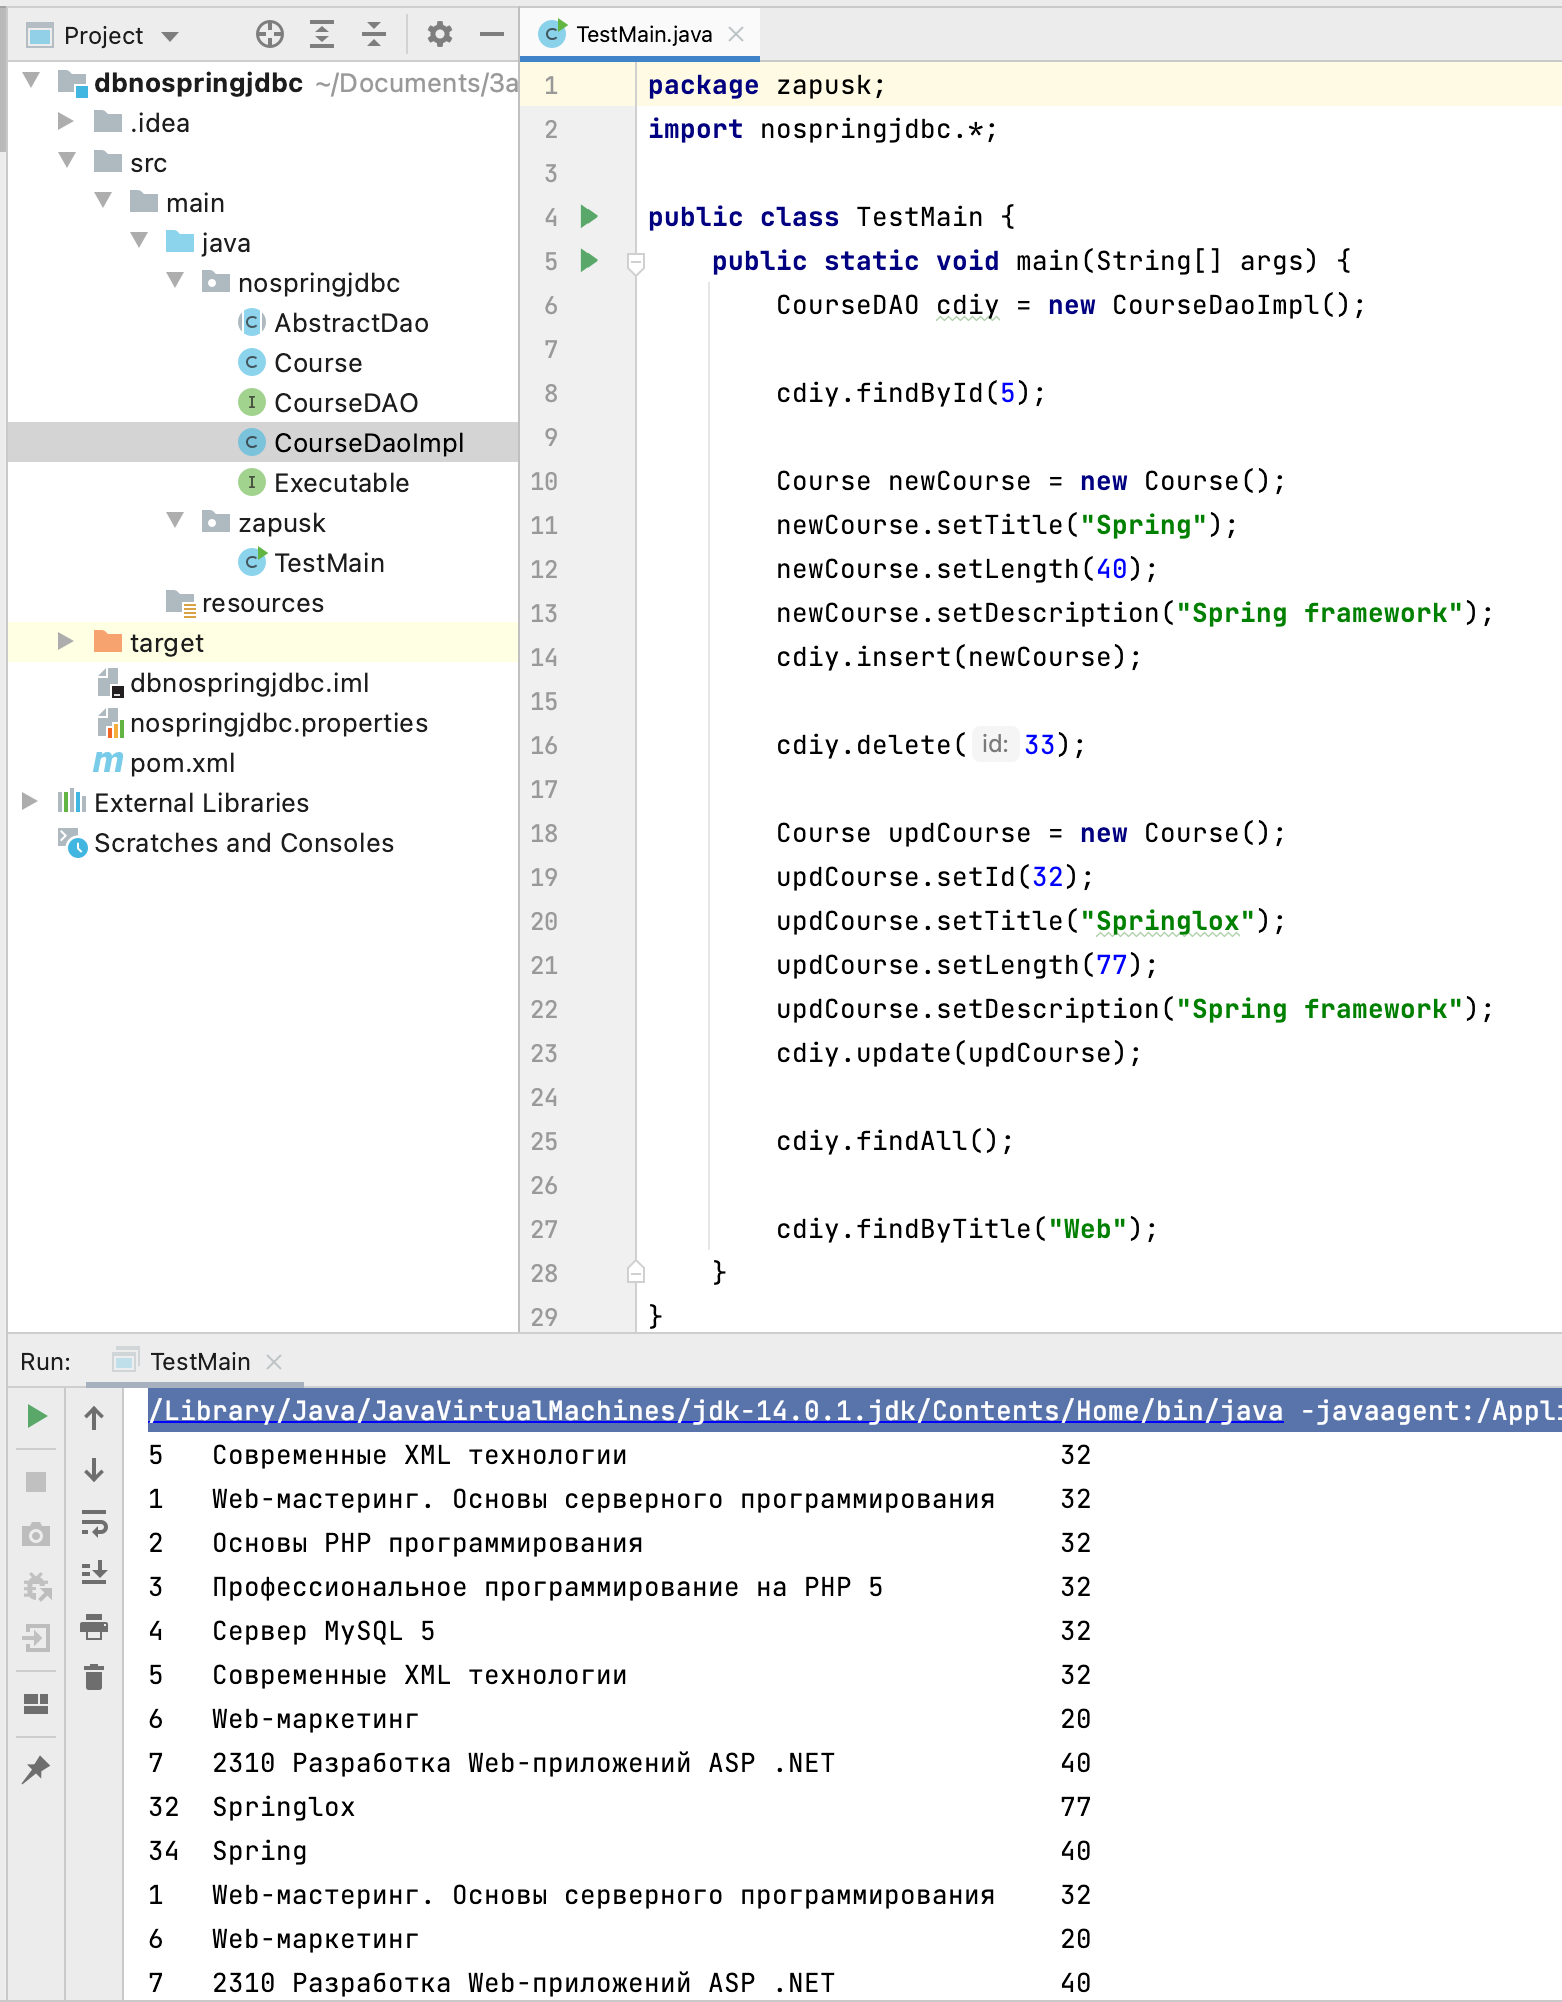 Project
dbnospringjdbc ~/Documents/За
.idea
src
main
java
nospringjdbc
AbstractDao
Course
CourseDAO
CourseDaoImpl
Executable
zapusk
TestMain
resources
target
dbnospringjdbc.iml
nospringjdbc.properties
pom.xml
External Libraries
Scratches and Consoles
TestMain.java
1 package zapusk;
2 import nospringjdbc.*;
3
4 public class TestMain {
5 public static void main(String[] args) {
6 CourseDAO cdiy = new CourseDaoImpl();
7
8 cdiy.findById(5);
9
10 Course newCourse = new Course();
11 newCourse.setTitle("Spring");
12 newCourse.setLength(40);
13 newCourse.setDescription("Spring framework");
14 cdiy.insert(newCourse);
15
16 cdiy.delete( id: 33);
17
18 Course updCourse = new Course();
19 updCourse.setId(32);
20 updCourse.setTitle("Springlox");
21 updCourse.setLength(77);
22 updCourse.setDescription("Spring framework");
23 cdiy.update(updCourse);
24
25 cdiy.findAll();
26
27 cdiy.findByTitle("Web");
28 }
29 }
Run: TestMain
/Library/Java/JavaVirtualMachines/jdk-14.0.1.jdk/Contents/Home/bin/java -javaagent:/Appli
5 Современные XML технологии 32
1 Web-мастеринг. Основы серверного программирования 32
2 Основы PHP программирования 32
3 Профессиональное программирование на PHP 5 32
4 Сервер MySQL 5 32
5 Современные XML технологии 32
6 Web-маркетинг 20
7 2310 Разработка Web-приложений ASP .NET 40
32 Springlox 77
34 Spring 40
1 Web-мастеринг. Основы серверного программирования 32
6 Web-маркетинг 20
7 2310 Разработка Web-приложений ASP .NET 40